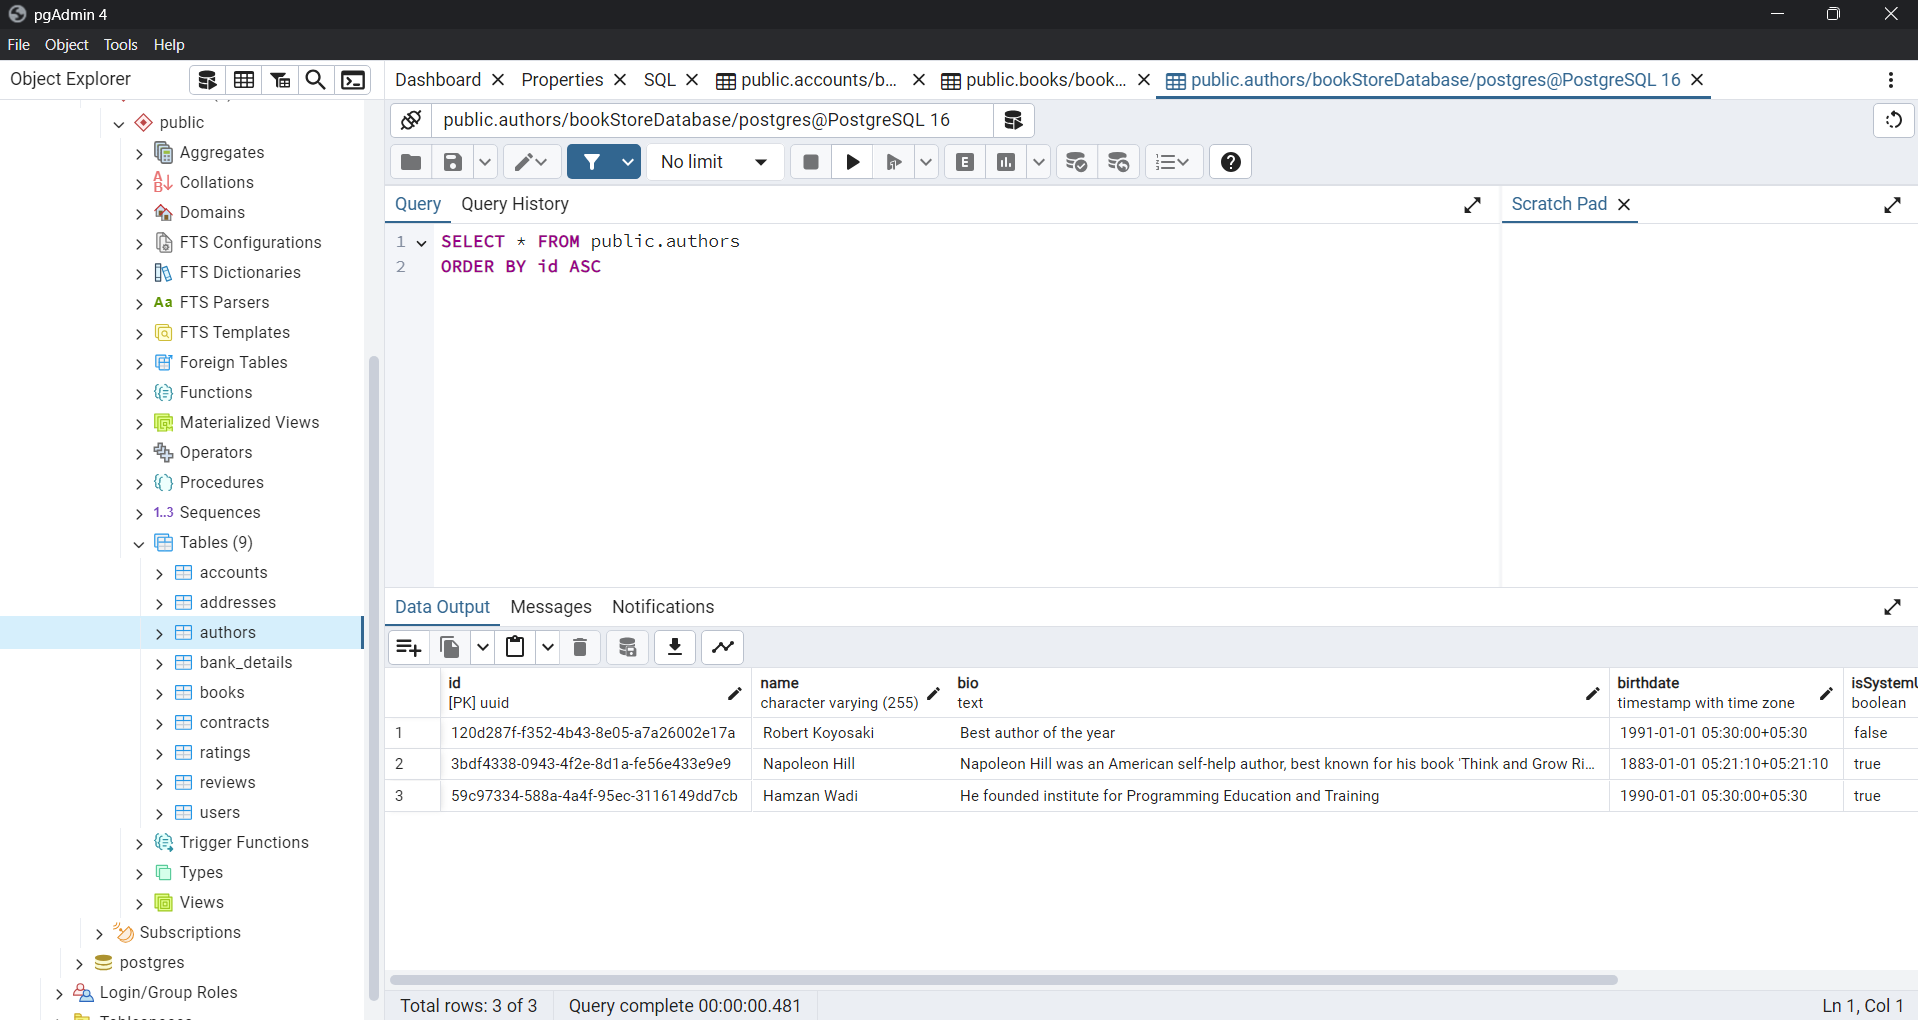 pgAdmin 4
File Object Tools Help
Object Explorer
Dashboard Properties SQL public.accounts/b... public.books/book... public.authors/bookStoreDatabase/postgres@PostgreSQL 16
public.authors/bookStoreDatabase/postgres@PostgreSQL 16
No limit
E
Query Query History
Scratch Pad
1 SELECT * FROM public.authors
2 ORDER BY id ASC
public
Aggregates
Collations
Domains
FTS Configurations
FTS Dictionaries
Aa FTS Parsers
FTS Templates
Foreign Tables
Functions
Materialized Views
Operators
Procedures
1..3 Sequences
Tables (9)
accounts
addresses
authors
bank_details
books
contracts
ratings
reviews
users
Trigger Functions
Types
Views
Subscriptions
postgres
Login/Group Roles
Data Output Messages Notifications
id name bio birthdate isSystemU
[PK] uuid character varying (255) text timestamp with time zone boolean
1 120d287f-f352-4b43-8e05-a7a26002e17a Robert Koyosaki Best author of the year 1991-01-01 05:30:00+05:30 false
2 3bdf4338-0943-4f2e-8d1a-fe56e433e9e9 Napoleon Hill Napoleon Hill was an American self-help author, best known for his book 'Think and Grow Ri... 1883-01-01 05:21:10+05:21:10 true
3 59c97334-588a-4a4f-95ec-3116149dd7cb Hamzan Wadi He founded institute for Programming Education and Training 1990-01-01 05:30:00+05:30 true
Total rows: 3 of 3 Query complete 00:00:00.481
Ln 1, Col 1